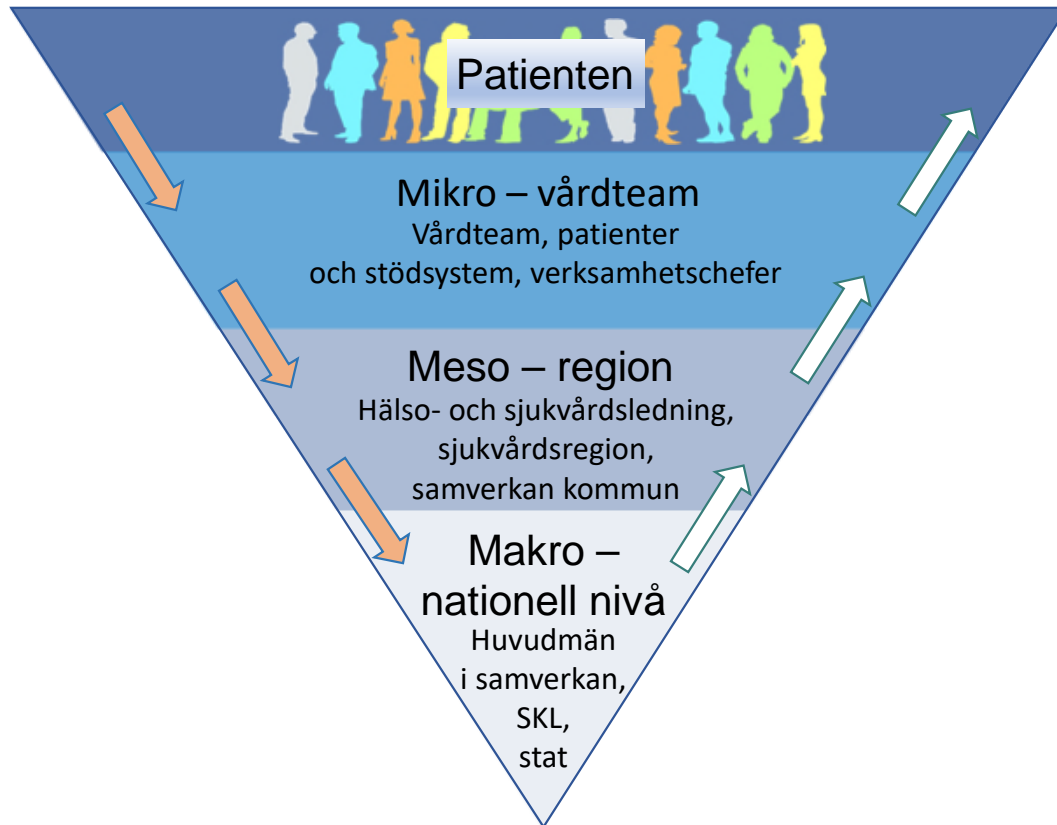 Patienten
Mikro – vårdteam
Vårdteam, patienter
och stödsystem, verksamhetschefer
Meso – region
Hälso- och sjukvårdsledning,
sjukvårdsregion,
samverkan kommun
Makro –
nationell nivå
Huvudmän
i samverkan,
SKL,
stat